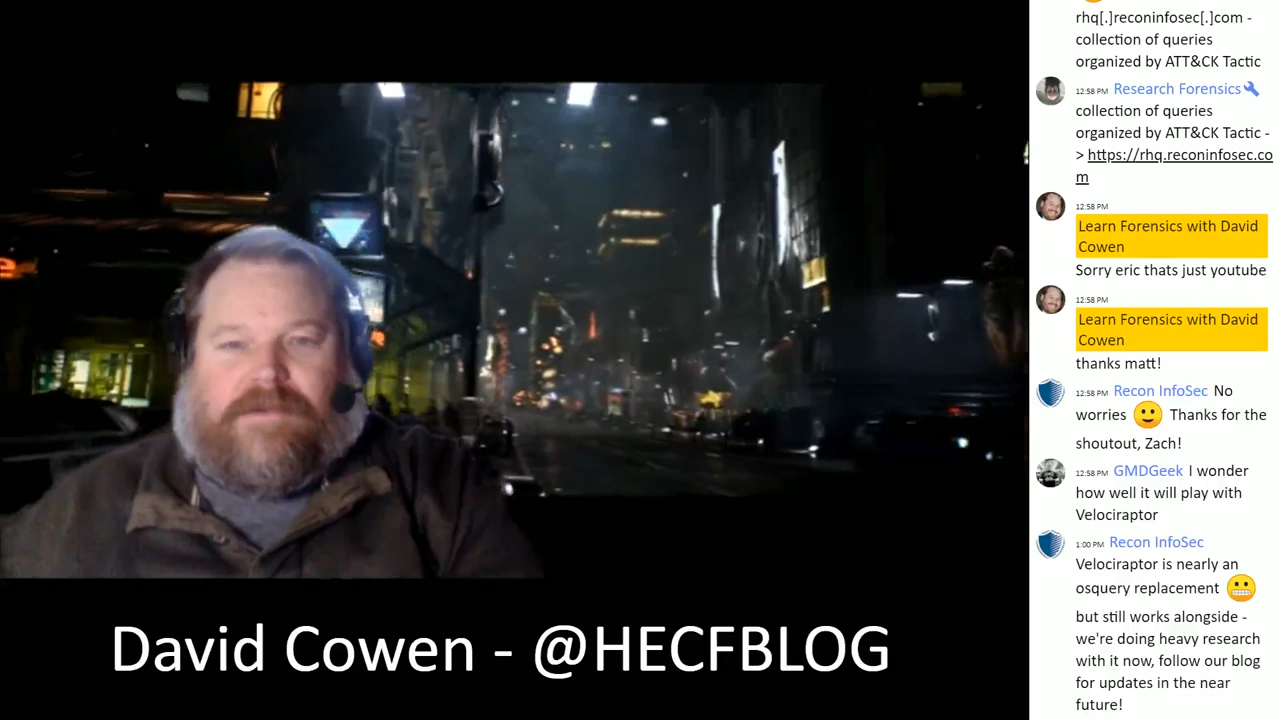 David Cowen - @HECFBLOG
rhq[.]reconinfosec[.]com -
collection of queries
organized by ATT&CK Tactic
12:58 PM Research Forensics
collection of queries
organized by ATT&CK Tactic -
> https://rhq.reconinfosec.co
m
12:58 PM
Learn Forensics with David
Cowen
Sorry eric thats just youtube
12:58 PM
Learn Forensics with David
Cowen
thanks matt!
12:58 PM Recon InfoSec No
worries 🙂 Thanks for the
shoutout, Zach!
12:58 PM GMDGeek I wonder
how well it will play with
Velociraptor
1:00 PM Recon InfoSec
Velociraptor is nearly an
osquery replacement 😬
but still works alongside -
we're doing heavy research
with it now, follow our blog
for updates in the near
future!